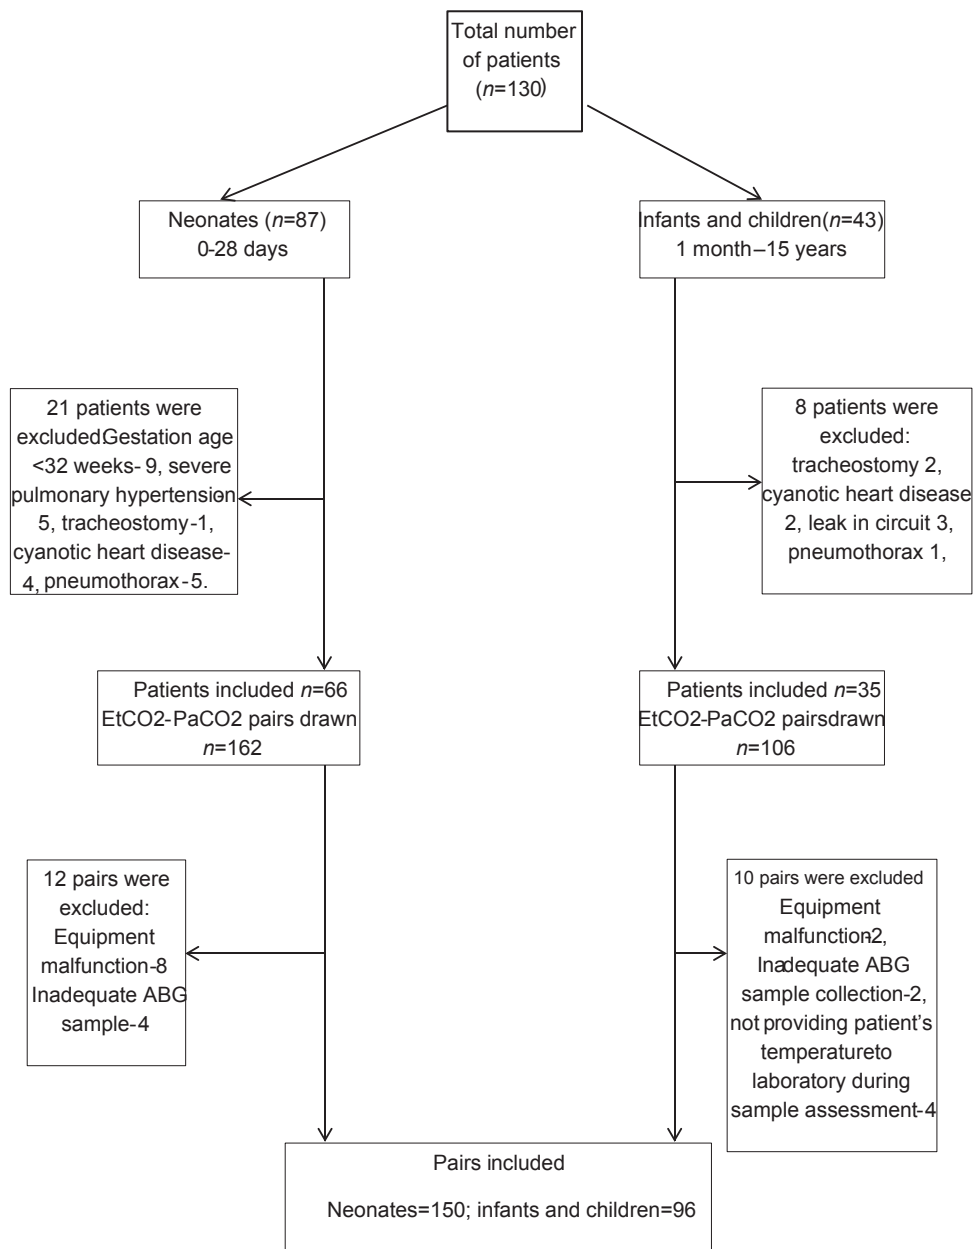 Total number
of patients
(n=130)
Neonates (n=87)
0-28 days
Infants and children(n=43)
1 month–15 years
21 patients were
excludedGestation age
<32 weeks- 9, severe
pulmonary hypertension-
5, tracheostomy-1,
cyanotic heart disease-
4, pneumothorax-5.
8 patients were
excluded:
tracheostomy 2,
cyanotic heart disease
2, leak in circuit 3,
pneumothorax 1,
Patients included n=66
EtCO2-PaCO2 pairs drawn
n=162
Patients included n=35
EtCO2-PaCO2 pairsdrawn
n=106
12 pairs were
excluded:
Equipment
malfunction-8
Inadequate ABG
sample-4
10 pairs were excluded
Equipment
malfunction-2,
Inadequate ABG
sample collection-2,
not providing patient's
temperatureto
laboratory during
sample assessment-4
Pairs included
Neonates=150; infants and children=96